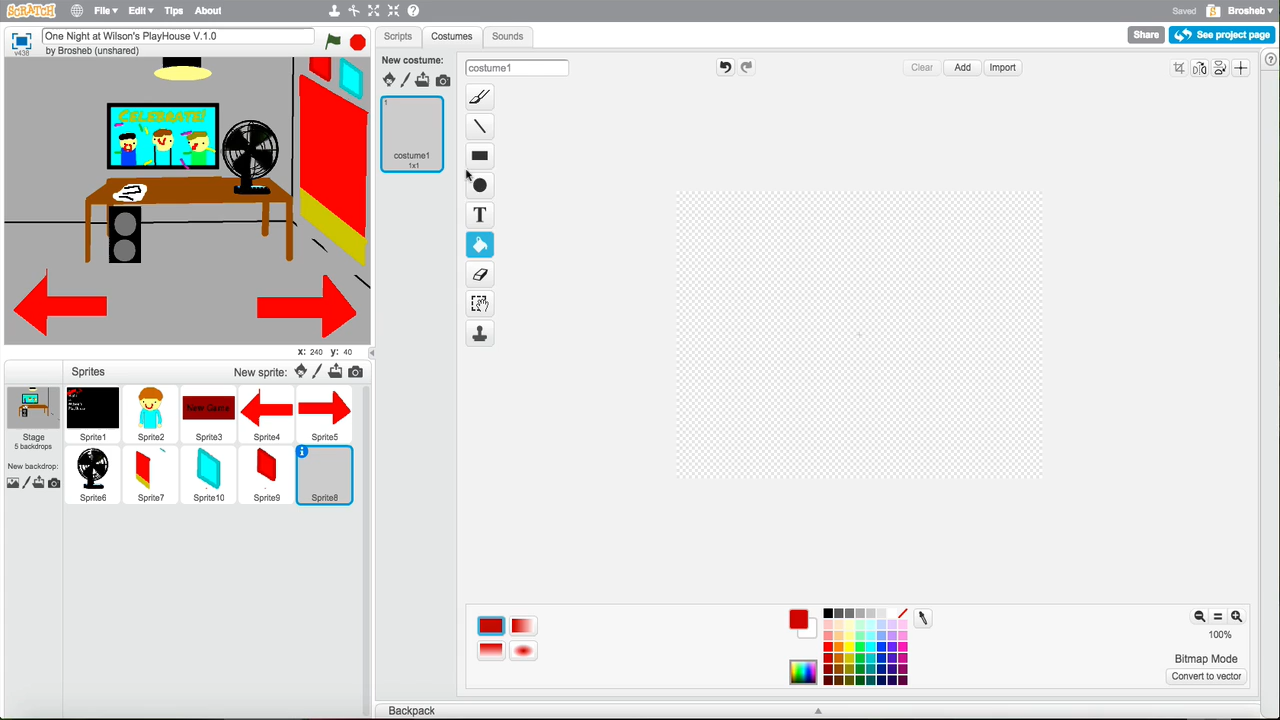 SCRATCH File Edit Tips About Saved Brosheb
v438 One Night at Wilson's PlayHouse V.1.0
by Brosheb (unshared)
Scripts Costumes Sounds Share See project page
New costume:
costume1 Clear Add Import
1
costume1
1x1
CELEBRATE!
T
x: 240 y: 40
Sprites New sprite:
New Game
Stage
5 backdrops
New backdrop:
Sprite1 Sprite2 Sprite3 Sprite4 Sprite5
Sprite6 Sprite7 Sprite10 Sprite9 Sprite8
100%
Bitmap Mode
Convert to vector
Backpack